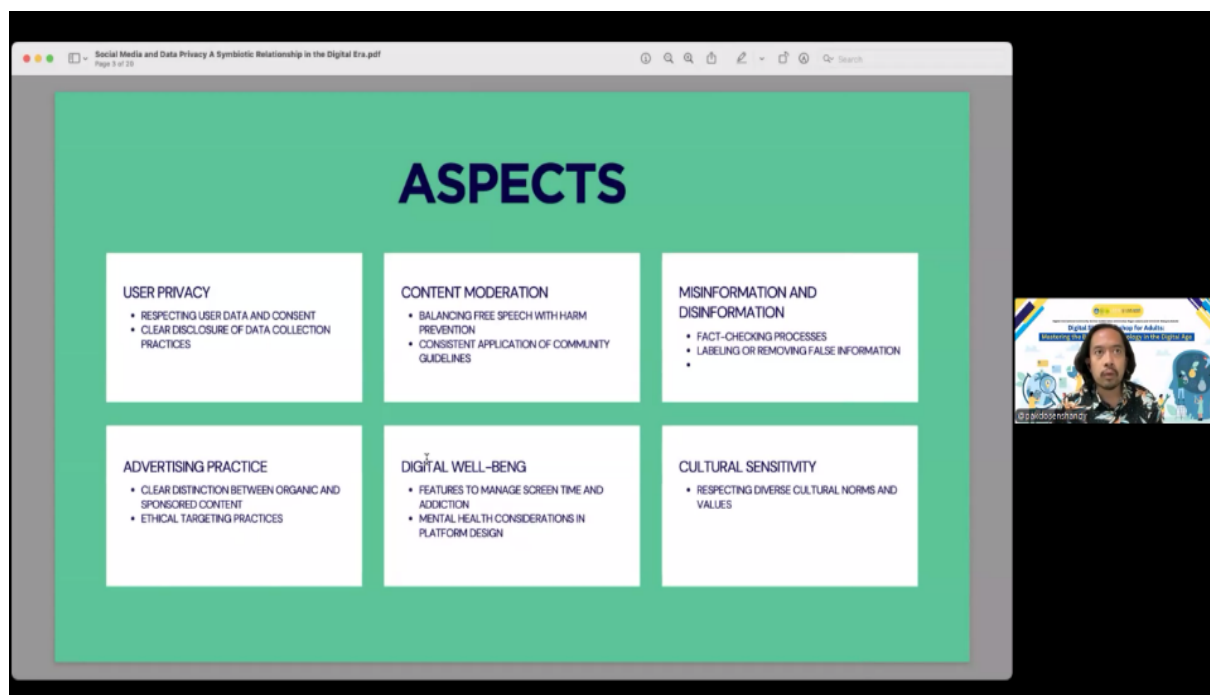 Social Media and Data Privacy A Symbiotic Relationship in the Digital Era.pdf
Page 3 of 20
Search
ASPECTS
USER PRIVACY
• RESPECTING USER DATA AND CONSENT
• CLEAR DISCLOSURE OF DATA COLLECTION
PRACTICES
CONTENT MODERATION
• BALANCING FREE SPEECH WITH HARM
PREVENTION
• CONSISTENT APPLICATION OF COMMUNITY
GUIDELINES
MISINFORMATION AND
DISINFORMATION
• FACT-CHECKING PROCESSES
• LABELING OR REMOVING FALSE INFORMATION
•
ADVERTISING PRACTICE
• CLEAR DISTINCTION BETWEEN ORGANIC AND
SPONSORED CONTENT
• ETHICAL TARGETING PRACTICES
DIGITAL WELL-BENG
• FEATURES TO MANAGE SCREEN TIME AND
ADDICTION
• MENTAL HEALTH CONSIDERATIONS IN
PLATFORM DESIGN
CULTURAL SENSITIVITY
• RESPECTING DIVERSE CULTURAL NORMS AND
VALUES
Digital for Adults:
Mastering the in the Digital Age
@pakdosenshandy